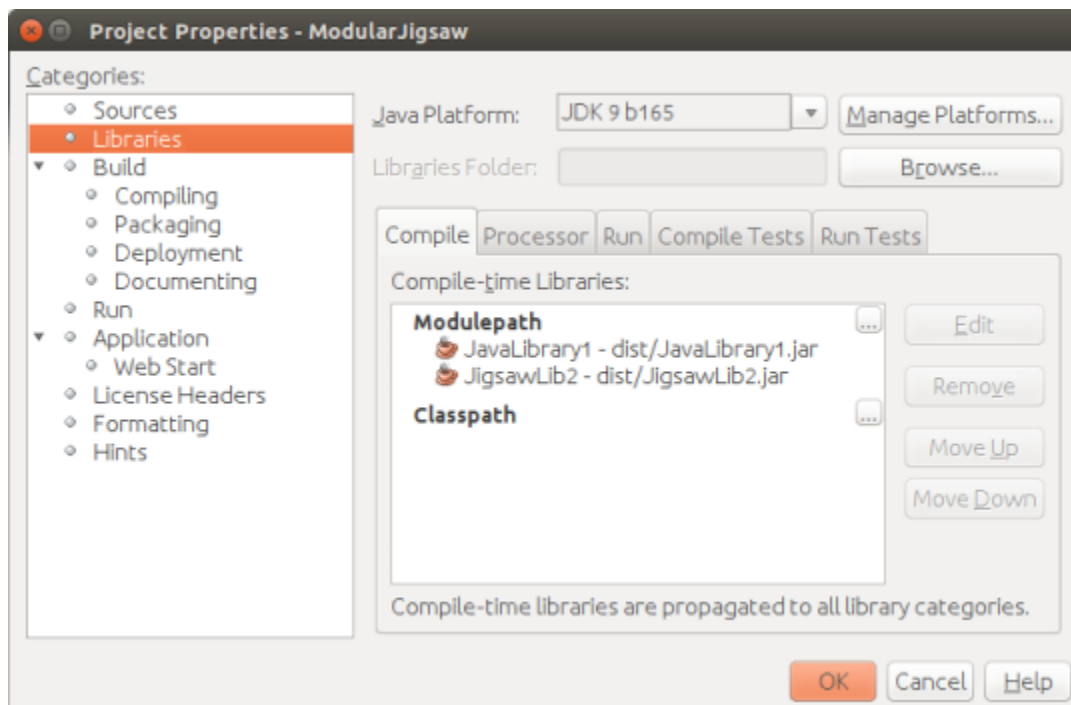 Project Properties - ModularJigsaw
Categories:
Sources
Libraries
Build
Compiling
Packaging
Deployment
Documenting
Run
Application
Web Start
License Headers
Formatting
Hints
Java Platform:
JDK 9 b165
Manage Platforms...
Libraries Folder:
Browse...
Compile Processor Run Compile Tests Run Tests
Compile-time Libraries:
Modulepath
...
JavaLibrary1 - dist/JavaLibrary1.jar
JigsawLib2 - dist/JigsawLib2.jar
Classpath
...
Edit
Remove
Move Up
Move Down
Compile-time libraries are propagated to all library categories.
OK
Cancel
Help